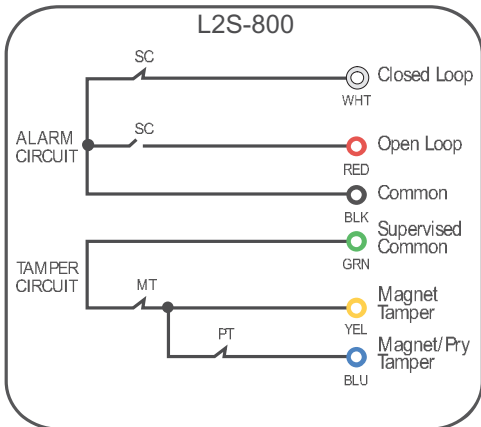 L2S-800
SC
Closed Loop
WHT
ALARM
CIRCUIT
SC
Open Loop
RED
Common
BLK
Supervised
Common
GRN
TAMPER
CIRCUIT
MT
Magnet
Tamper
YEL
PT
Magnet/Pry
Tamper
BLU